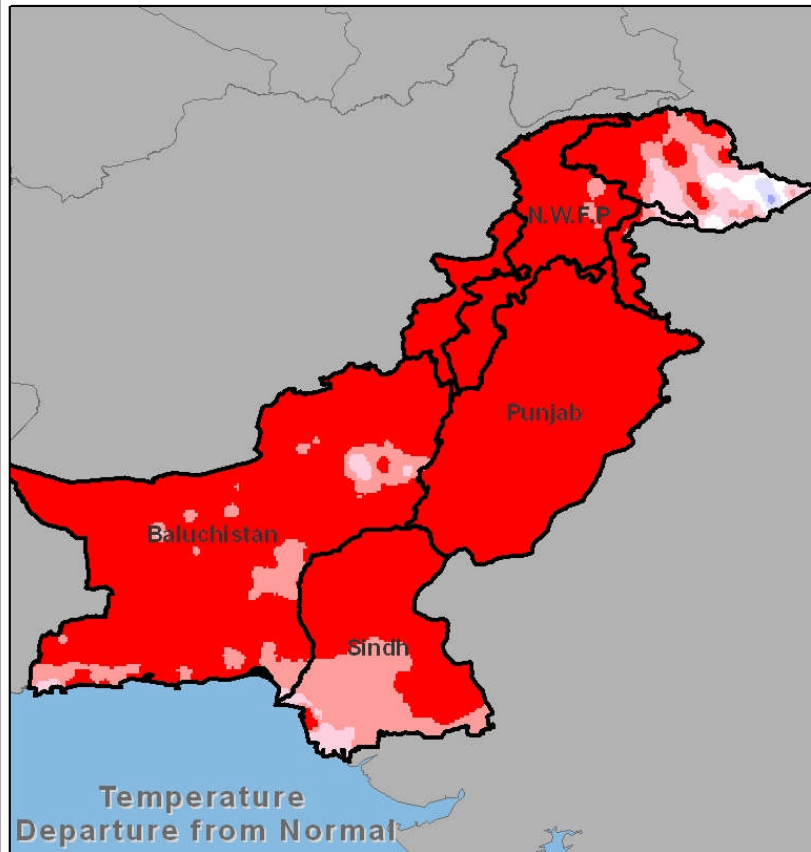 N.W.F.P
Punjab
Baluchistan
Sindh
Temperature
Departure from Normal